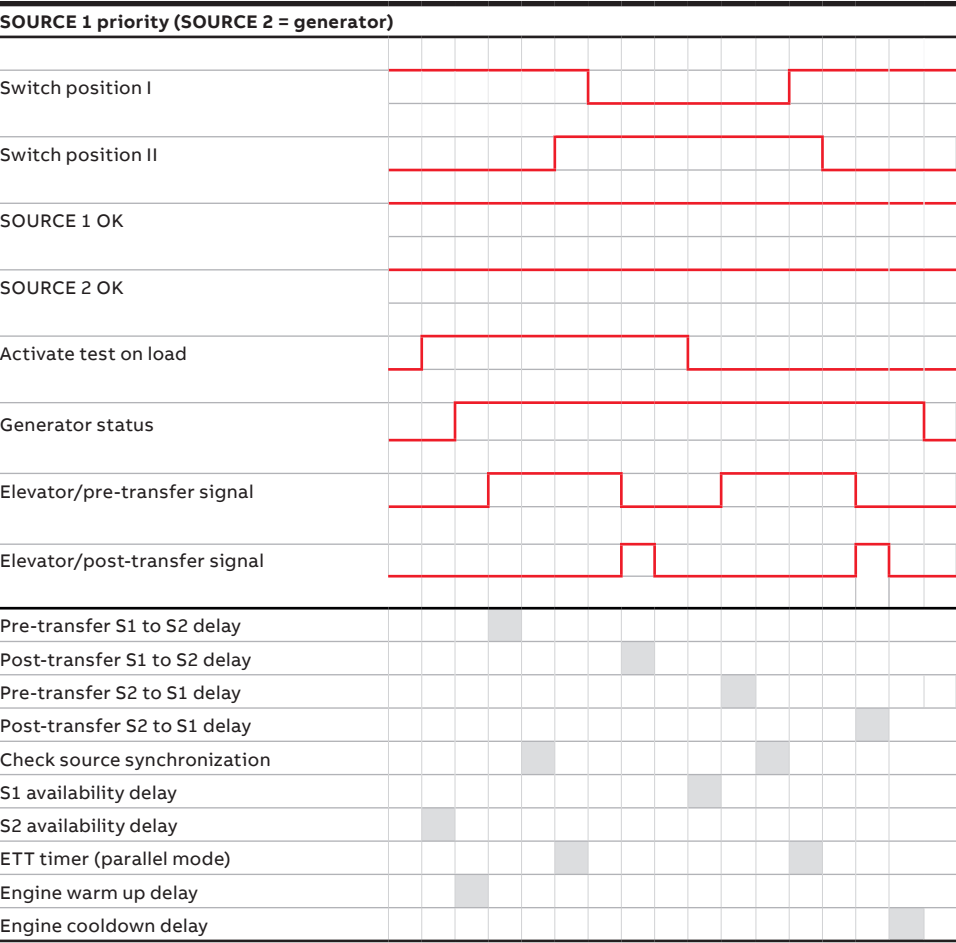 SOURCE 1 priority (SOURCE 2 = generator)
Switch position I
Switch position II
SOURCE 1 OK
SOURCE 2 OK
Activate test on load
Generator status
Elevator/pre-transfer signal
Elevator/post-transfer signal
Pre-transfer S1 to S2 delay
Post-transfer S1 to S2 delay
Pre-transfer S2 to S1 delay
Post-transfer S2 to S1 delay
Check source synchronization
S1 availability delay
S2 availability delay
ETT timer (parallel mode)
Engine warm up delay
Engine cooldown delay